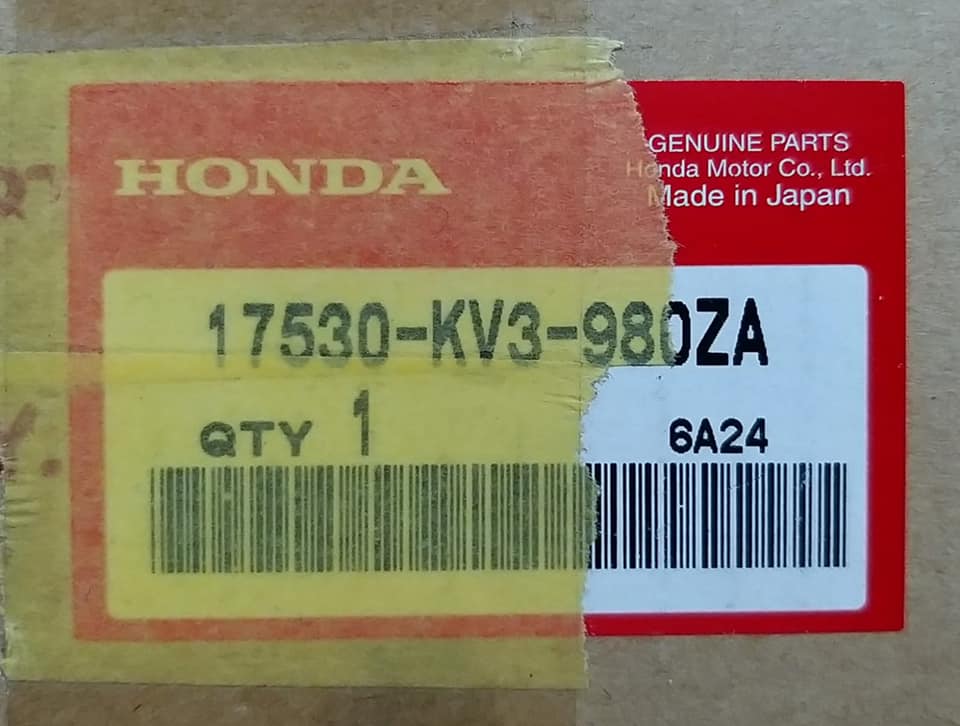 HONDA
GENUINE PARTS
Honda Motor Co., Ltd.
Made in Japan
17530-KV3-980ZA
QTY 1
6A24